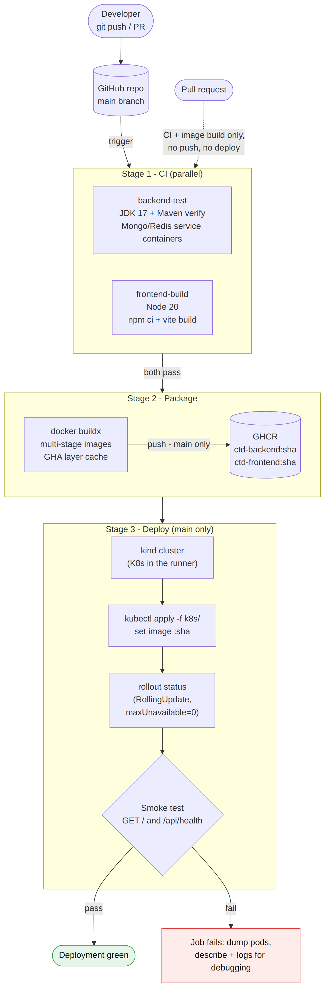 Developer
git push / PR
GitHub repo
main branch
Pull request
trigger
CI + image build only,
no push, no deploy
Stage 1 - CI (parallel)
backend-test
JDK 17 + Maven verify
Mongo/Redis service
containers
frontend-build
Node 20
npm ci + vite build
both pass
Stage 2 - Package
docker buildx
multi-stage images
GHA layer cache
push - main only
GHCR
ctd-backend:sha
ctd-frontend:sha
Stage 3 - Deploy (main only)
kind cluster
(K8s in the runner)
kubectl apply -f k8s/
set image :sha
rollout status
(RollingUpdate,
maxUnavailable=0)
Smoke test
GET / and /api/health
pass
fail
Deployment green
Job fails: dump pods,
describe + logs for
debugging